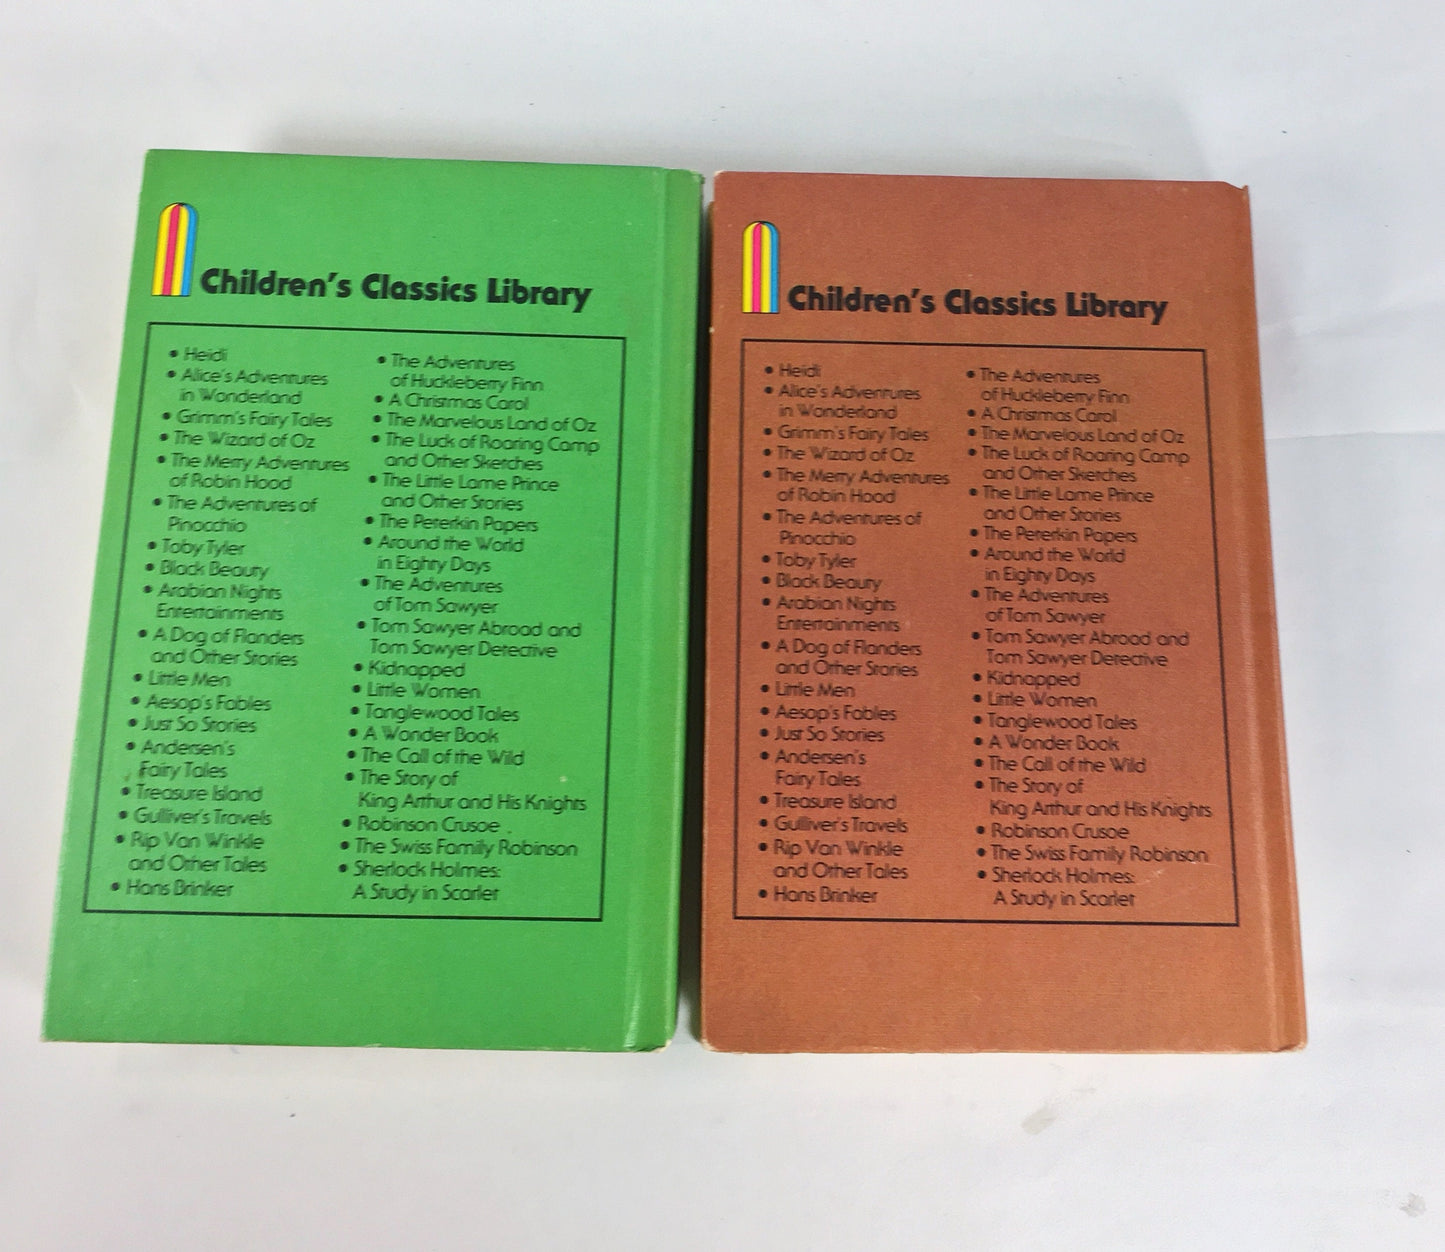 Children's Classics Library
• Heidi
• Alice's Adventures
in Wonderland
• Grimm's Fairy Tales
• The Wizard of Oz
• The Merry Adventures
of Robin Hood
• The Adventures of
Pinocchio
• Toby Tyler
• Black Beauty
• Arabian Nights
Entertainments
• A Dog of Flanders
and Other Stories
• Little Men
• Aesop's Fables
• Just So Stories
• Andersen's
Fairy Tales
• Treasure Island
• Gulliver's Travels
• Rip Van Winkle
and Other Tales
• Hans Brinker
• The Adventures
of Huckleberry Finn
• A Christmas Carol
• The Marvelous Land of Oz
• The Luck of Roaring Camp
and Other Sketches
• The Little Lame Prince
and Other Stories
• The Peterkin Papers
• Around the World
in Eighty Days
• The Adventures
of Tom Sawyer
• Tom Sawyer Abroad and
Tom Sawyer Detective
• Kidnapped
• Little Women
• Tanglewood Tales
• A Wonder Book
• The Call of the Wild
• The Story of
King Arthur and His Knights
• Robinson Crusoe
• The Swiss Family Robinson
• Sherlock Holmes:
A Study in Scarlet
Children's Classics Library
• Heidi
• Alice's Adventures
in Wonderland
• Grimm's Fairy Tales
• The Wizard of Oz
• The Merry Adventures
of Robin Hood
• The Adventures of
Pinocchio
• Toby Tyler
• Black Beauty
• Arabian Nights
Entertainments
• A Dog of Flanders
and Other Stories
• Little Men
• Aesop's Fables
• Just So Stories
• Andersen's
Fairy Tales
• Treasure Island
• Gulliver's Travels
• Rip Van Winkle
and Other Tales
• Hans Brinker
• The Adventures
of Huckleberry Finn
• A Christmas Carol
• The Marvelous Land of Oz
• The Luck of Roaring Camp
and Other Sketches
• The Little Lame Prince
and Other Stories
• The Peterkin Papers
• Around the World
in Eighty Days
• The Adventures
of Tom Sawyer
• Tom Sawyer Abroad and
Tom Sawyer Detective
• Kidnapped
• Little Women
• Tanglewood Tales
• A Wonder Book
• The Call of the Wild
• The Story of
King Arthur and His Knights
• Robinson Crusoe
• The Swiss Family Robinson
• Sherlock Holmes:
A Study in Scarlet